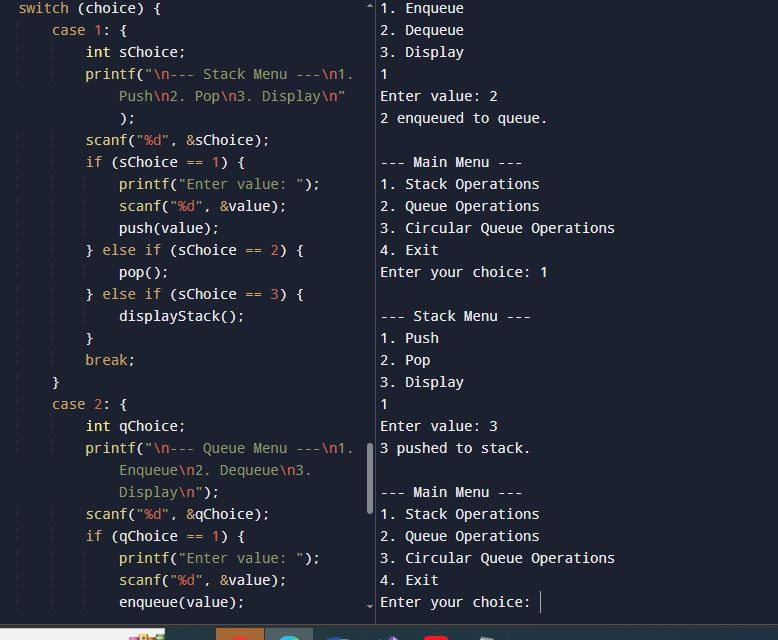 switch (choice) {
case 1: {
int sChoice;
printf("\n--- Stack Menu ---\n1.
Push\n2. Pop\n3. Display\n"
);
scanf("%d", &sChoice);
if (sChoice == 1) {
printf("Enter value: ");
scanf("%d", &value);
push(value);
} else if (sChoice == 2) {
pop();
} else if (sChoice == 3) {
displayStack();
}
break;
}
case 2: {
int qChoice;
printf("\n--- Queue Menu ---\n1.
Enqueue\n2. Dequeue\n3.
Display\n");
scanf("%d", &qChoice);
if (qChoice == 1) {
printf("Enter value: ");
scanf("%d", &value);
enqueue(value);
1. Enqueue
2. Dequeue
3. Display
1
Enter value: 2
2 enqueued to queue.
--- Main Menu ---
1. Stack Operations
2. Queue Operations
3. Circular Queue Operations
4. Exit
Enter your choice: 1
--- Stack Menu ---
1. Push
2. Pop
3. Display
1
Enter value: 3
3 pushed to stack.
--- Main Menu ---
1. Stack Operations
2. Queue Operations
3. Circular Queue Operations
4. Exit
Enter your choice: